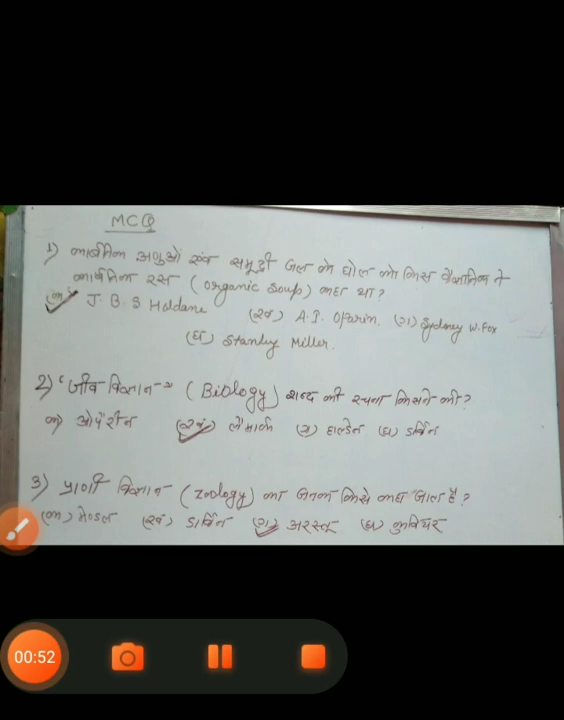 MCQ
1) कार्बनिक अणुओं एवं समुद्री जल के घोल को किस वैज्ञानिक ने
कार्बनिक रस (Organic Soup) कहा था?
(क) J. B. S Haldane (ख) A. I. Oparin. (ग) Sydney W. Fox
(घ) Stanley Miller.
2) 'जीव विज्ञान' (Biology) शब्द की रचना किसने की?
(क) ओपेरीन (ख) लैमार्क (ग) हाल्डेन (घ) डार्विन
3) प्राणी विज्ञान (Zoology) का जनक किसे कहा जाता है?
(क) मेण्डल (ख) डार्विन (ग) अरस्तू (घ) कुवियर
00:52